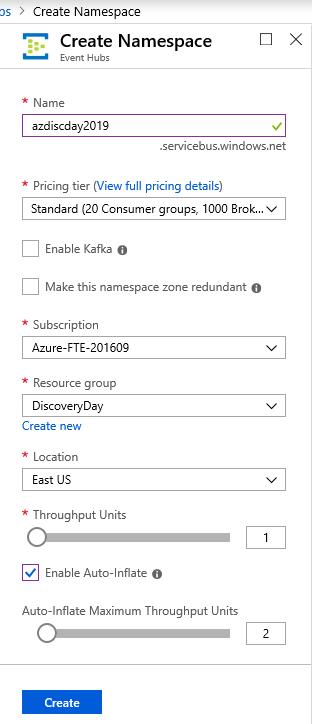 bs > Create Namespace
Create Namespace
Event Hubs
* Name
azdiscday2019
.servicebus.windows.net
* Pricing tier (View full pricing details)
Standard (20 Consumer groups, 1000 Brok...
Enable Kafka
Make this namespace zone redundant
* Subscription
Azure-FTE-201609
* Resource group
DiscoveryDay
Create new
* Location
East US
* Throughput Units
1
Enable Auto-Inflate
Auto-Inflate Maximum Throughput Units
2
Create